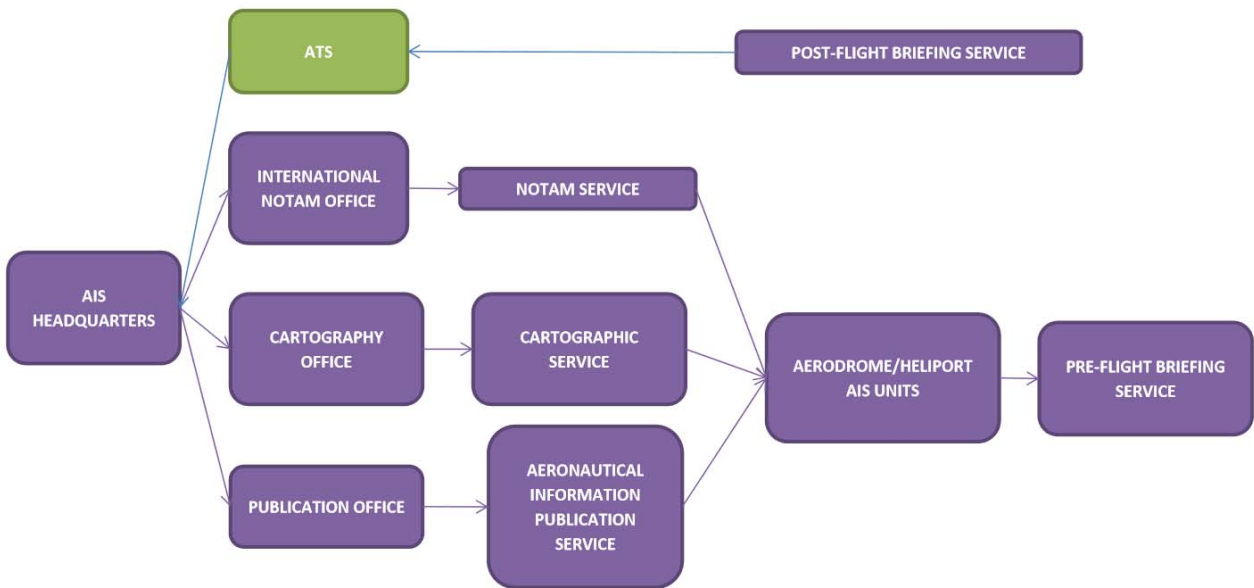 ATS
POST-FLIGHT BRIEFING SERVICE
INTERNATIONAL
NOTAM OFFICE
NOTAM SERVICE
AIS
HEADQUARTERS
CARTOGRAPHY
OFFICE
CARTOGRAPHIC
SERVICE
AERODROME/HELIPORT
AIS UNITS
PRE-FLIGHT BRIEFING
SERVICE
PUBLICATION OFFICE
AERONAUTICAL
INFORMATION
PUBLICATION
SERVICE